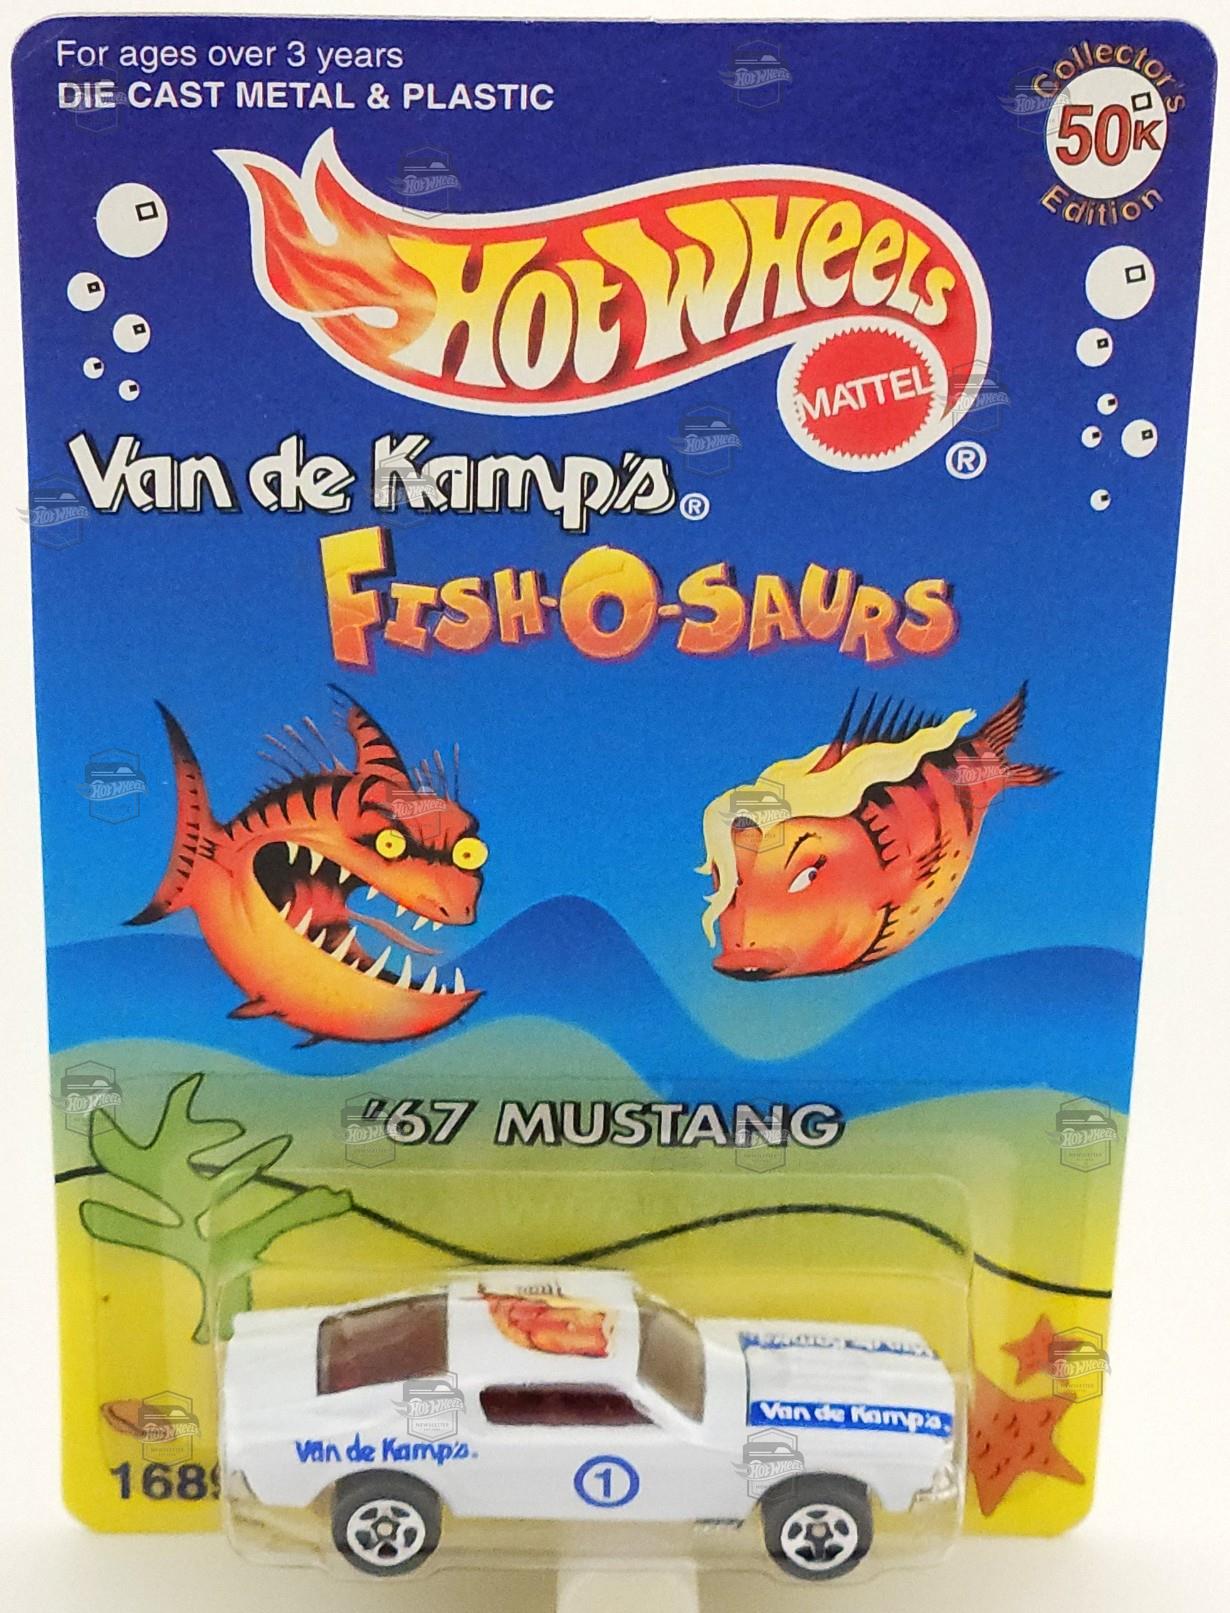 For ages over 3 years
DIE CAST METAL & PLASTIC
Collector's
50K
Edition
HOT WHEELS
MATTEL
®
Van de Kamp's®
FISH-O-SAURS
'67 MUSTANG
Van de Kamp's.
Van de Kamp's.
1
1689